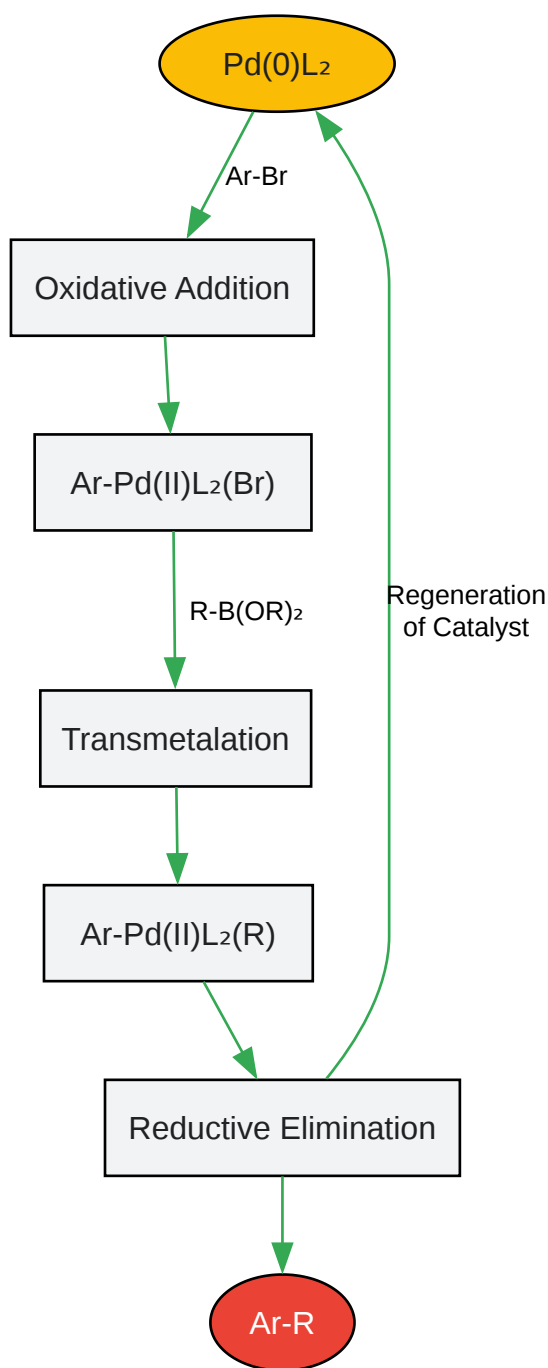 Pd(0)L₂
Ar-Br
Oxidative Addition
Ar-Pd(II)L₂(Br)
R-B(OR)₂
Regeneration
of Catalyst
Transmetalation
Ar-Pd(II)L₂(R)
Reductive Elimination
Ar-R